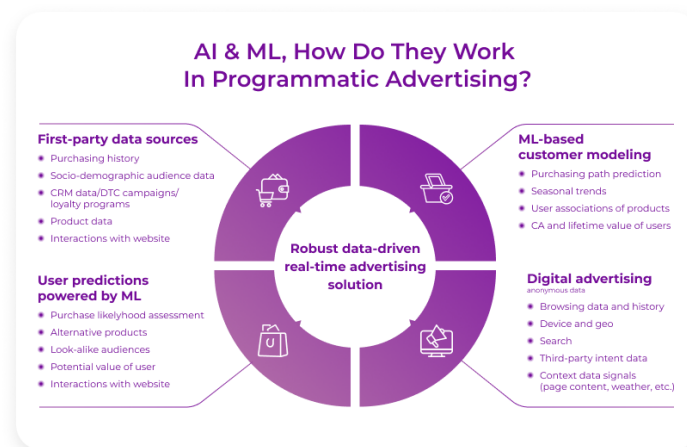 AI & ML, How Do They Work
In Programmatic Advertising?
First-party data sources
Purchasing history
Socio-demographic audience data
CRM data/DTC campaigns/
loyalty programs
Product data
Interactions with website
ML-based
customer modeling
Purchasing path prediction
Seasonal trends
User associations of products
CA and lifetime value of users
Robust data-driven
real-time advertising
solution
User predictions
powered by ML
Purchase likelyhood assessment
Alternative products
Look-alike audiences
Potential value of user
Interactions with website
Digital advertising
anonymous data
Browsing data and history
Device and geo
Search
Third-party intent data
Context data signals
(page content, weather, etc.)